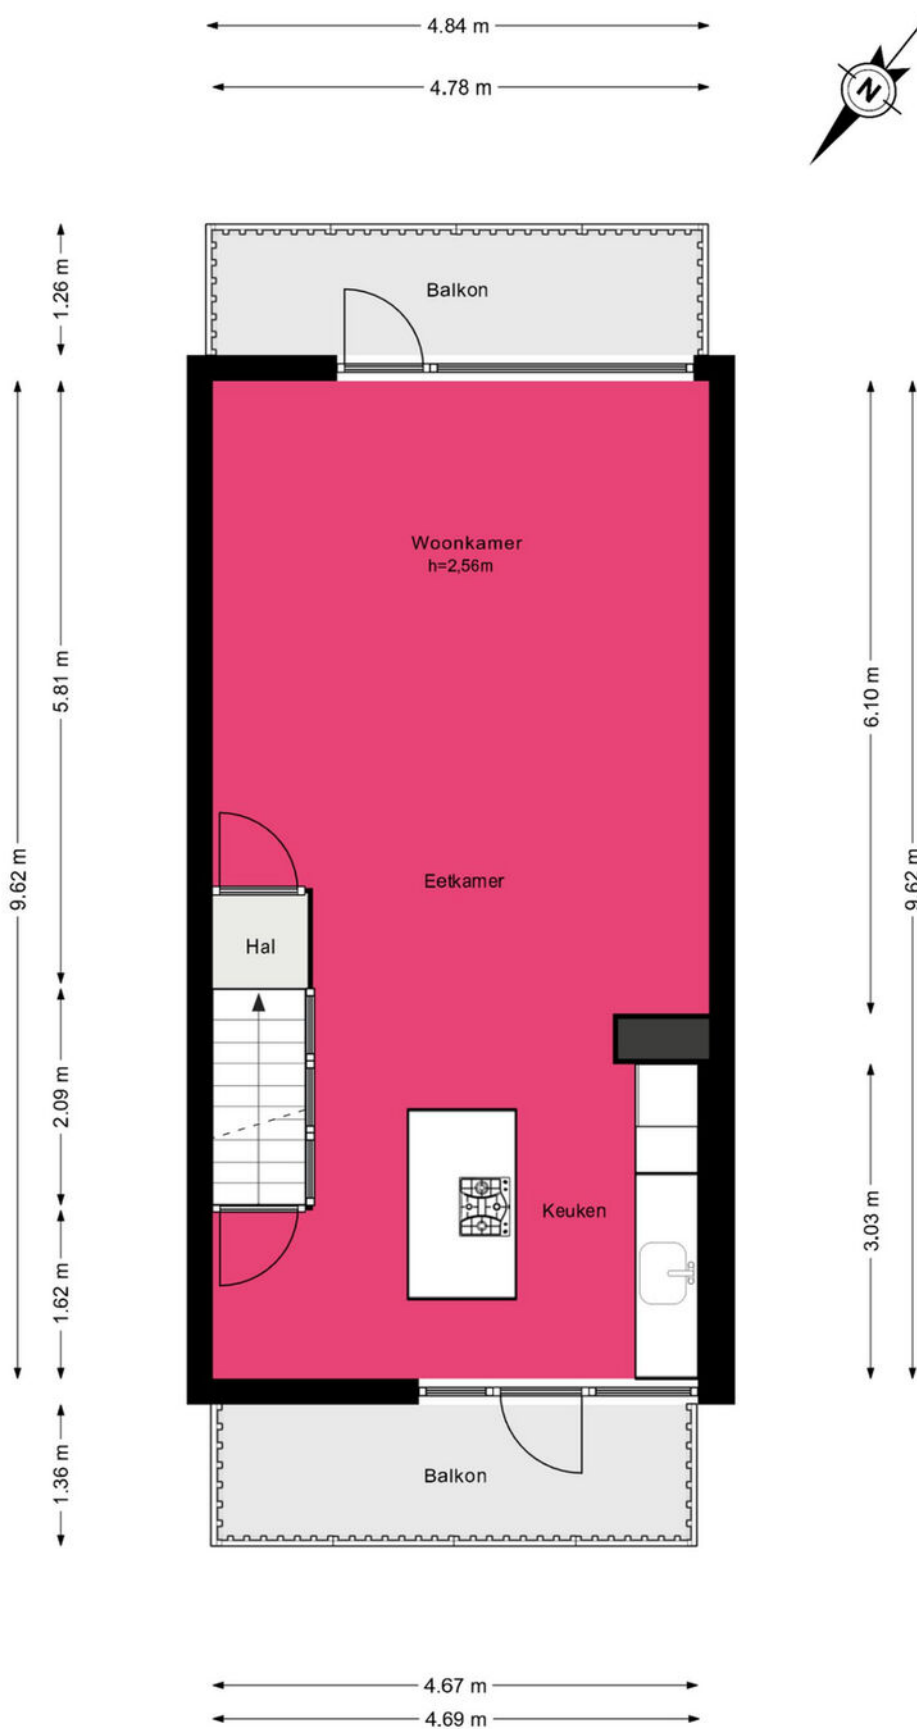 4.84 m
4.78 m
N
1.26 m
Balkon
Woonkamer
h=2,56m
5.81 m
6.10 m
9.62 m
9.62 m
Eetkamer
Hal
2.09 m
3.03 m
Keuken
1.62 m
1.36 m
Balkon
4.67 m
4.69 m